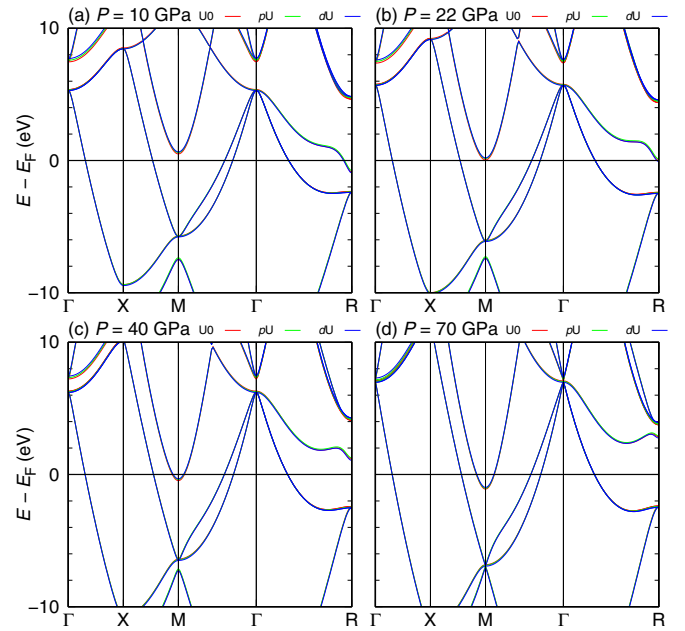 (a) P = 10 GPa U0 pU dU
(b) P = 22 GPa U0 pU dU
10
0
−10
E − EF (eV)
Γ X M Γ R
Γ X M Γ R
(c) P = 40 GPa U0 pU dU
(d) P = 70 GPa U0 pU dU
10
0
−10
E − EF (eV)
Γ X M Γ R
Γ X M Γ R